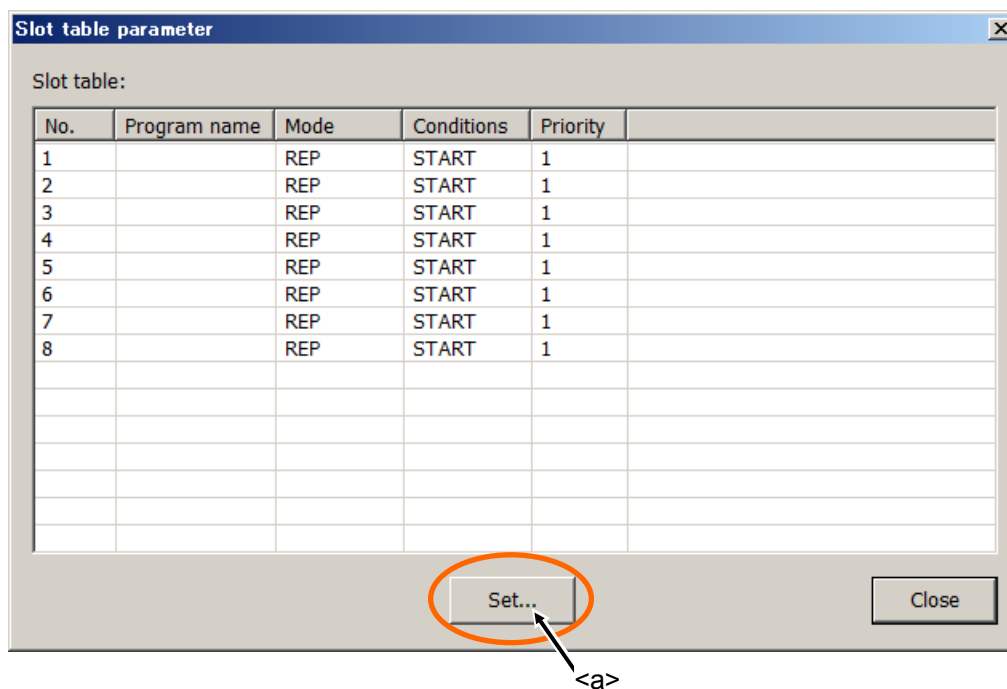 Slot table parameter
Slot table:
No. Program name Mode Conditions Priority
1 REP START 1
2 REP START 1
3 REP START 1
4 REP START 1
5 REP START 1
6 REP START 1
7 REP START 1
8 REP START 1
Set... Close
<a>